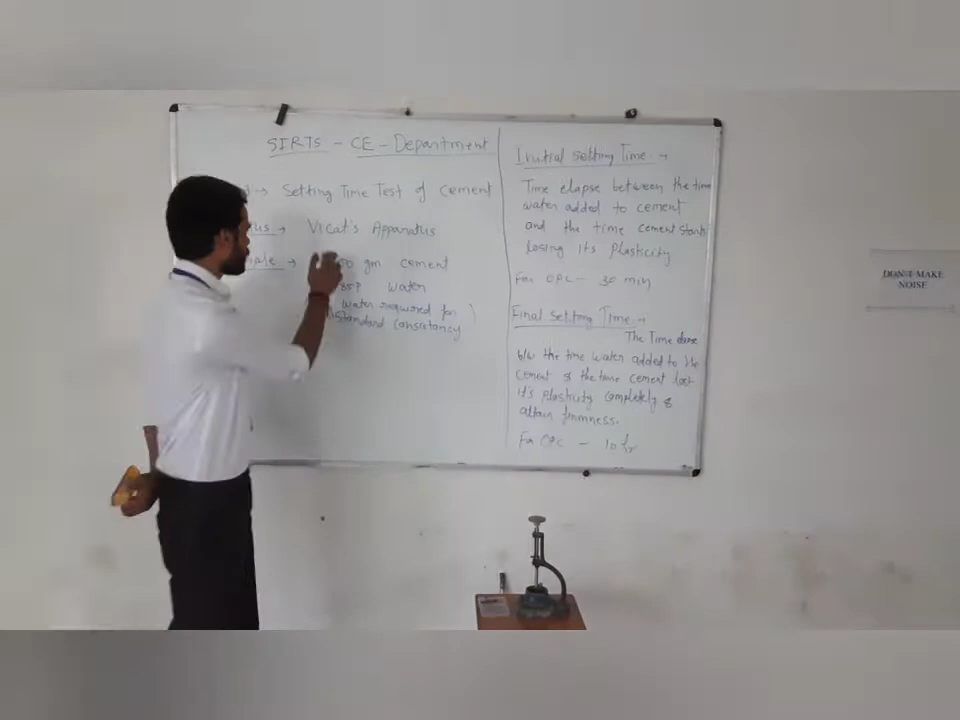 SIRTS - CE - Department
→ Setting Time Test of Cement
→ Vicat's Apparatus
→ gm cement
water
water required for )
standard consistancy
Initial setting Time →
Time elapse between the time
water added to cement
and the time cement starts
losing its plasticity
For OPC - 30 min
Final setting Time →
The Time
b/w the time water added to the
cement & the time cement lost
it's plasticity completely &
attain firmness.
For OPC - 10 hr
DON'T MAKE
NOISE